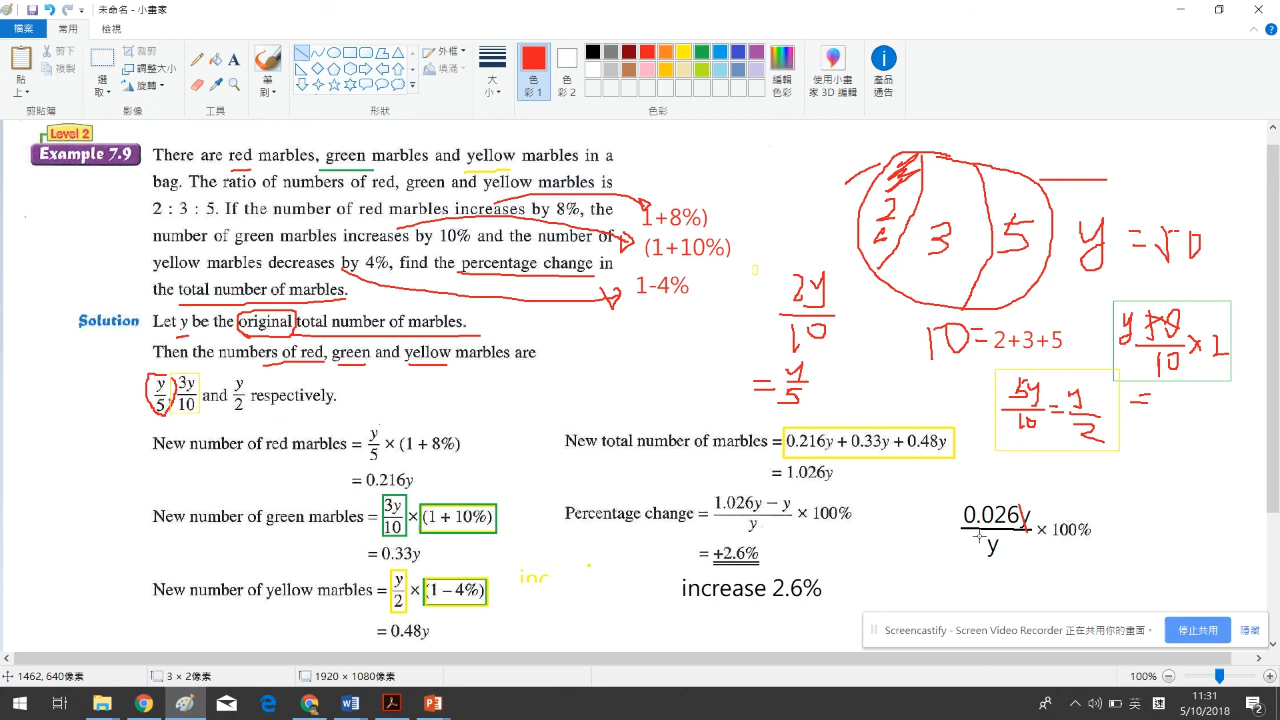 未命名 - 小畫家
檔案 常用 檢視
貼上 剪下 複製 選取 裁剪 調整大小 旋轉 筆刷 外框 填滿 大小 色彩1 色彩2 編輯色彩 使用小畫家 3D 編輯 產品通告
剪貼簿 影像 工具 形狀 色彩
Level 2
Example 7.9
There are red marbles, green marbles and yellow marbles in a
bag. The ratio of numbers of red, green and yellow marbles is
2 : 3 : 5. If the number of red marbles increases by 8%, the
number of green marbles increases by 10% and the number of
yellow marbles decreases by 4%, find the percentage change in
the total number of marbles.
1+8%)
(1+10%)
1-4%
2 3 5 y = 50
2y/10
= y/5
10 = 2+3+5
y 50/10 × 2
=
5y/10 = y/2
Solution Let y be the original total number of marbles.
Then the numbers of red, green and yellow marbles are
y/5, 3y/10 and y/2 respectively.
New number of red marbles = y/5 × (1 + 8%)
= 0.216y
New number of green marbles = 3y/10 × (1 + 10%)
= 0.33y
New number of yellow marbles = y/2 × (1 – 4%)
= 0.48y
New total number of marbles = 0.216y + 0.33y + 0.48y
= 1.026y
Percentage change = 1.026y – y/y × 100%
= +2.6%
increase 2.6%
0.026y/y × 100%
Screencastify - Screen Video Recorder 正在共用你的畫面。 停止共用 隱藏
1462, 640像素 3 × 2像素 1920 × 1080像素 100%
英 11:31
5/10/2018 2